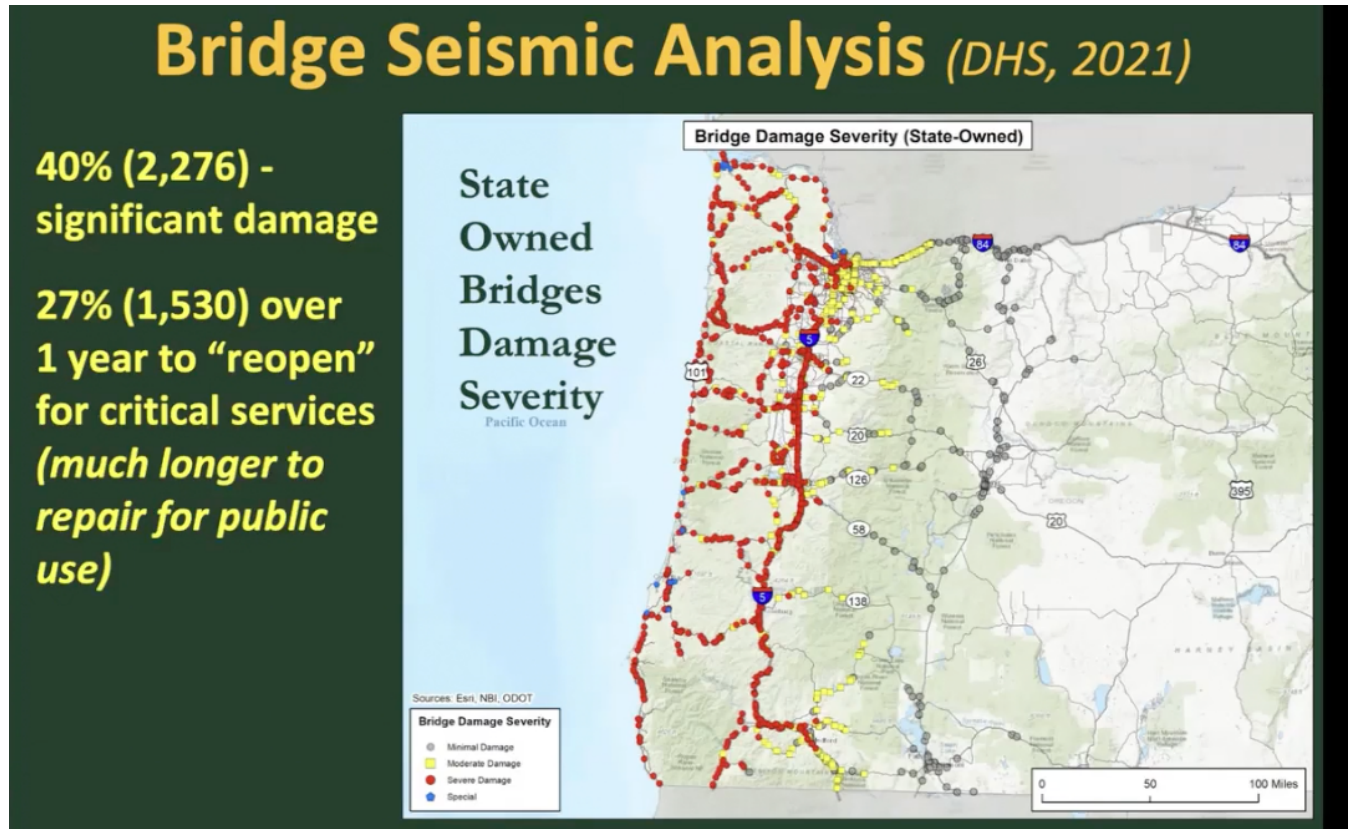 Bridge Seismic Analysis (DHS, 2021)
40% (2,276) -
significant damage
27% (1,530) over
1 year to “reopen”
for critical services
(much longer to
repair for public
use)
Bridge Damage Severity (State-Owned)
State
Owned
Bridges
Damage
Severity
Pacific Ocean
84
84
5
101
26
22
20
126
395
20
58
5
138
OREGON
Sources: Esri, NBI, ODOT
Bridge Damage Severity
Minimal Damage
Moderate Damage
Severe Damage
Special
0 50 100 Miles